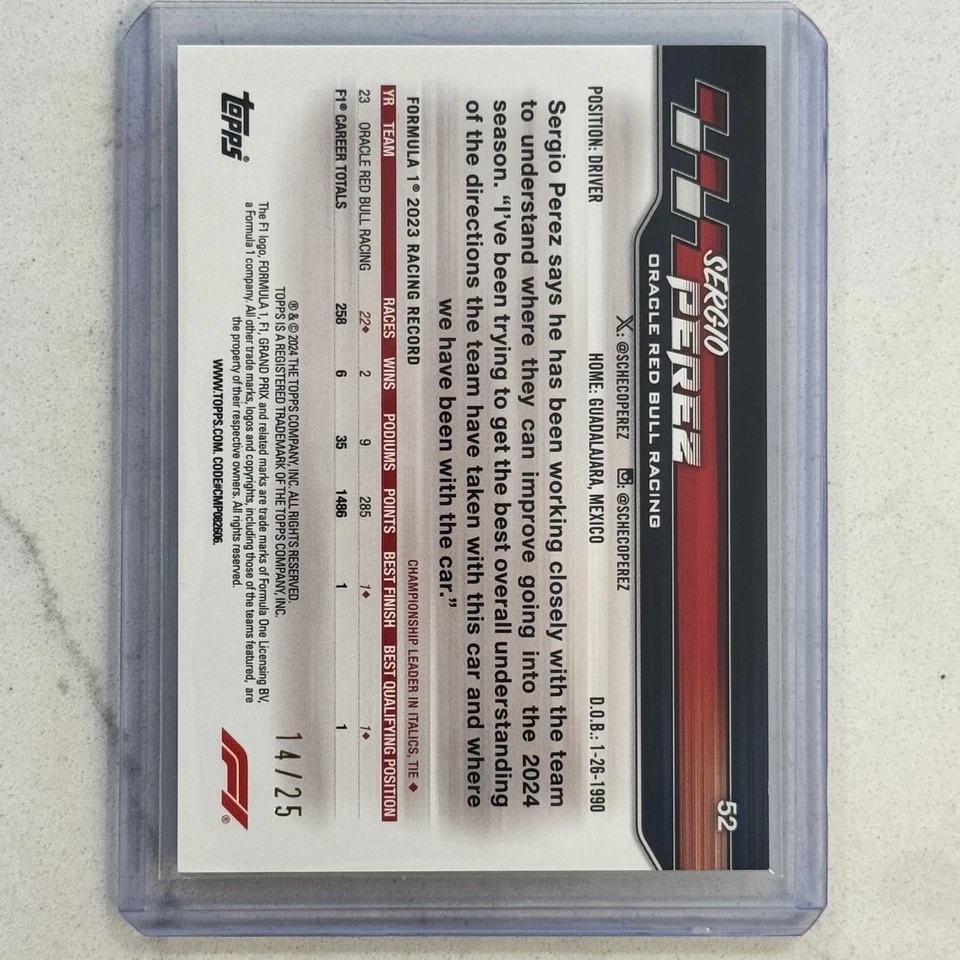 52
SERGIO
PEREZ
ORACLE RED BULL RACING
X: @SCHECOPEREZ : @SCHECOPEREZ
POSITION: DRIVER HOME: GUADALAJARA, MEXICO D.O.B.: 1-26-1990
Sergio Perez says he has been working closely with the team
to understand where they can improve going into the 2024
season. “I’ve been trying to get the best overall understanding
of the directions the team have taken with this car and where
we have been with the car.”
FORMULA 1® 2023 RACING RECORD CHAMPIONSHIP LEADER IN ITALICS, TIE ♦
YR TEAM RACES WINS PODIUMS POINTS BEST FINISH BEST QUALIFYING POSITION
23 ORACLE RED BULL RACING 22♦ 2 9 285 1♦ 1♦
F1® CAREER TOTALS 258 6 35 1486 1 1
14/25
® & © 2024 THE TOPPS COMPANY, INC. ALL RIGHTS RESERVED.
TOPPS IS A REGISTERED TRADEMARK OF THE TOPPS COMPANY, INC.
The F1 logo, FORMULA 1, F1, GRAND PRIX and related marks are trade marks of Formula One Licensing BV,
a Formula 1 company. All other trade marks, logos and copyrights, including those of the teams featured, are
the property of their respective owners. All rights reserved.
WWW.TOPPS.COM. CODE#CMP082606.
topps®
F1®